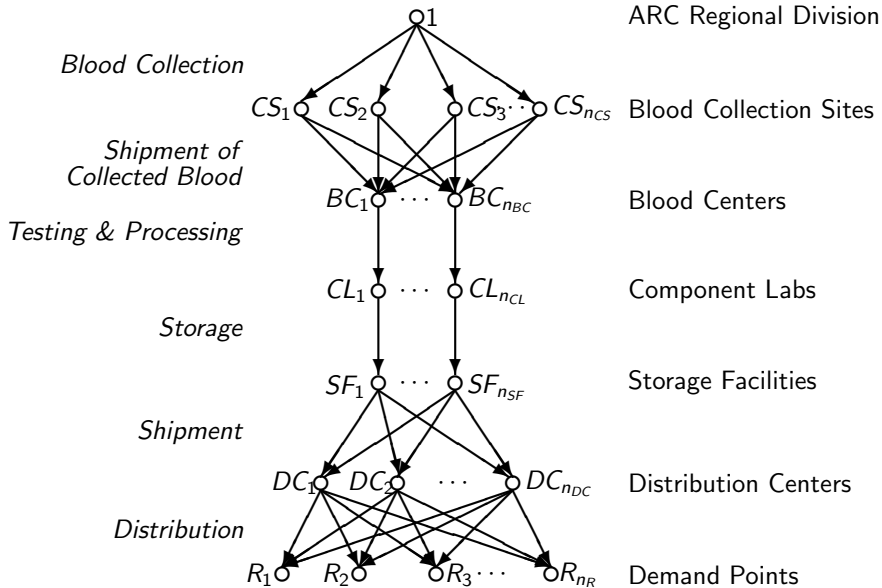 1 ARC Regional Division
Blood Collection
CS1 CS2 CS3 ··· CSnCS Blood Collection Sites
Shipment of
Collected Blood
BC1 ··· BCnBC Blood Centers
Testing & Processing
CL1 ··· CLnCL Component Labs
Storage
SF1 ··· SFnSF Storage Facilities
Shipment
DC1 DC2 ··· DCnDC Distribution Centers
Distribution
R1 R2 R3 ··· RnR Demand Points